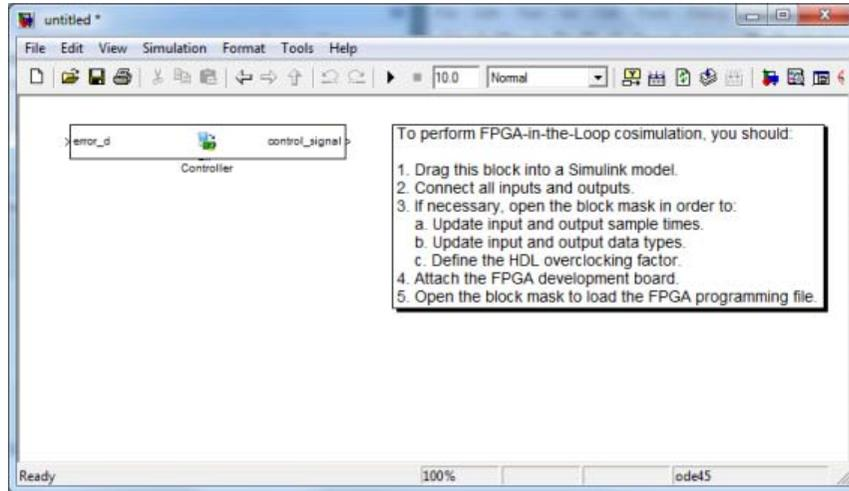 untitled *
File Edit View Simulation Format Tools Help
10.0 Normal
error_d control_signal
Controller
To perform FPGA-in-the-Loop cosimulation, you should:
1. Drag this block into a Simulink model.
2. Connect all inputs and outputs.
3. If necessary, open the block mask in order to:
a. Update input and output sample times.
b. Update input and output data types.
c. Define the HDL overclocking factor.
4. Attach the FPGA development board.
5. Open the block mask to load the FPGA programming file.
Ready 100% ode45